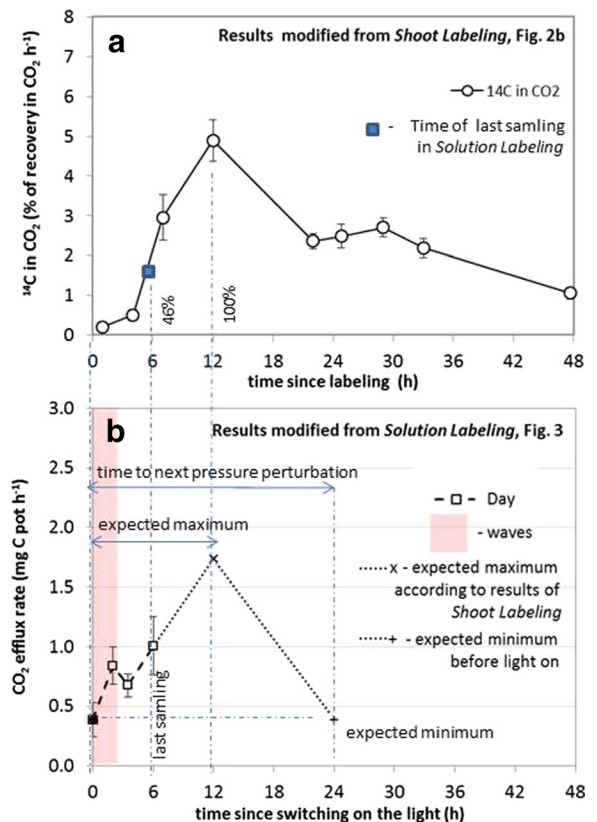 a
Results modified from Shoot Labeling, Fig. 2b
14C in CO2
- Time of last samling
in Solution Labeling
¹⁴C in CO₂ (% of recovery in CO₂ h⁻¹)
8
7
6
5
4
3
2
1
0
46%
100%
0 6 12 18 24 30 36 42 48
time since labeling (h)
b
Results modified from Solution Labeling, Fig. 3
time to next pressure perturbation
expected maximum
Day
- waves
x - expected maximum
according to results of
Shoot Labeling
+ - expected minimum
before light on
CO₂ efflux rate (mg C pot h⁻¹)
3.0
2.5
2.0
1.5
1.0
0.5
0.0
last samling
expected minimum
0 6 12 18 24 30 36 42 48
time since switching on the light (h)